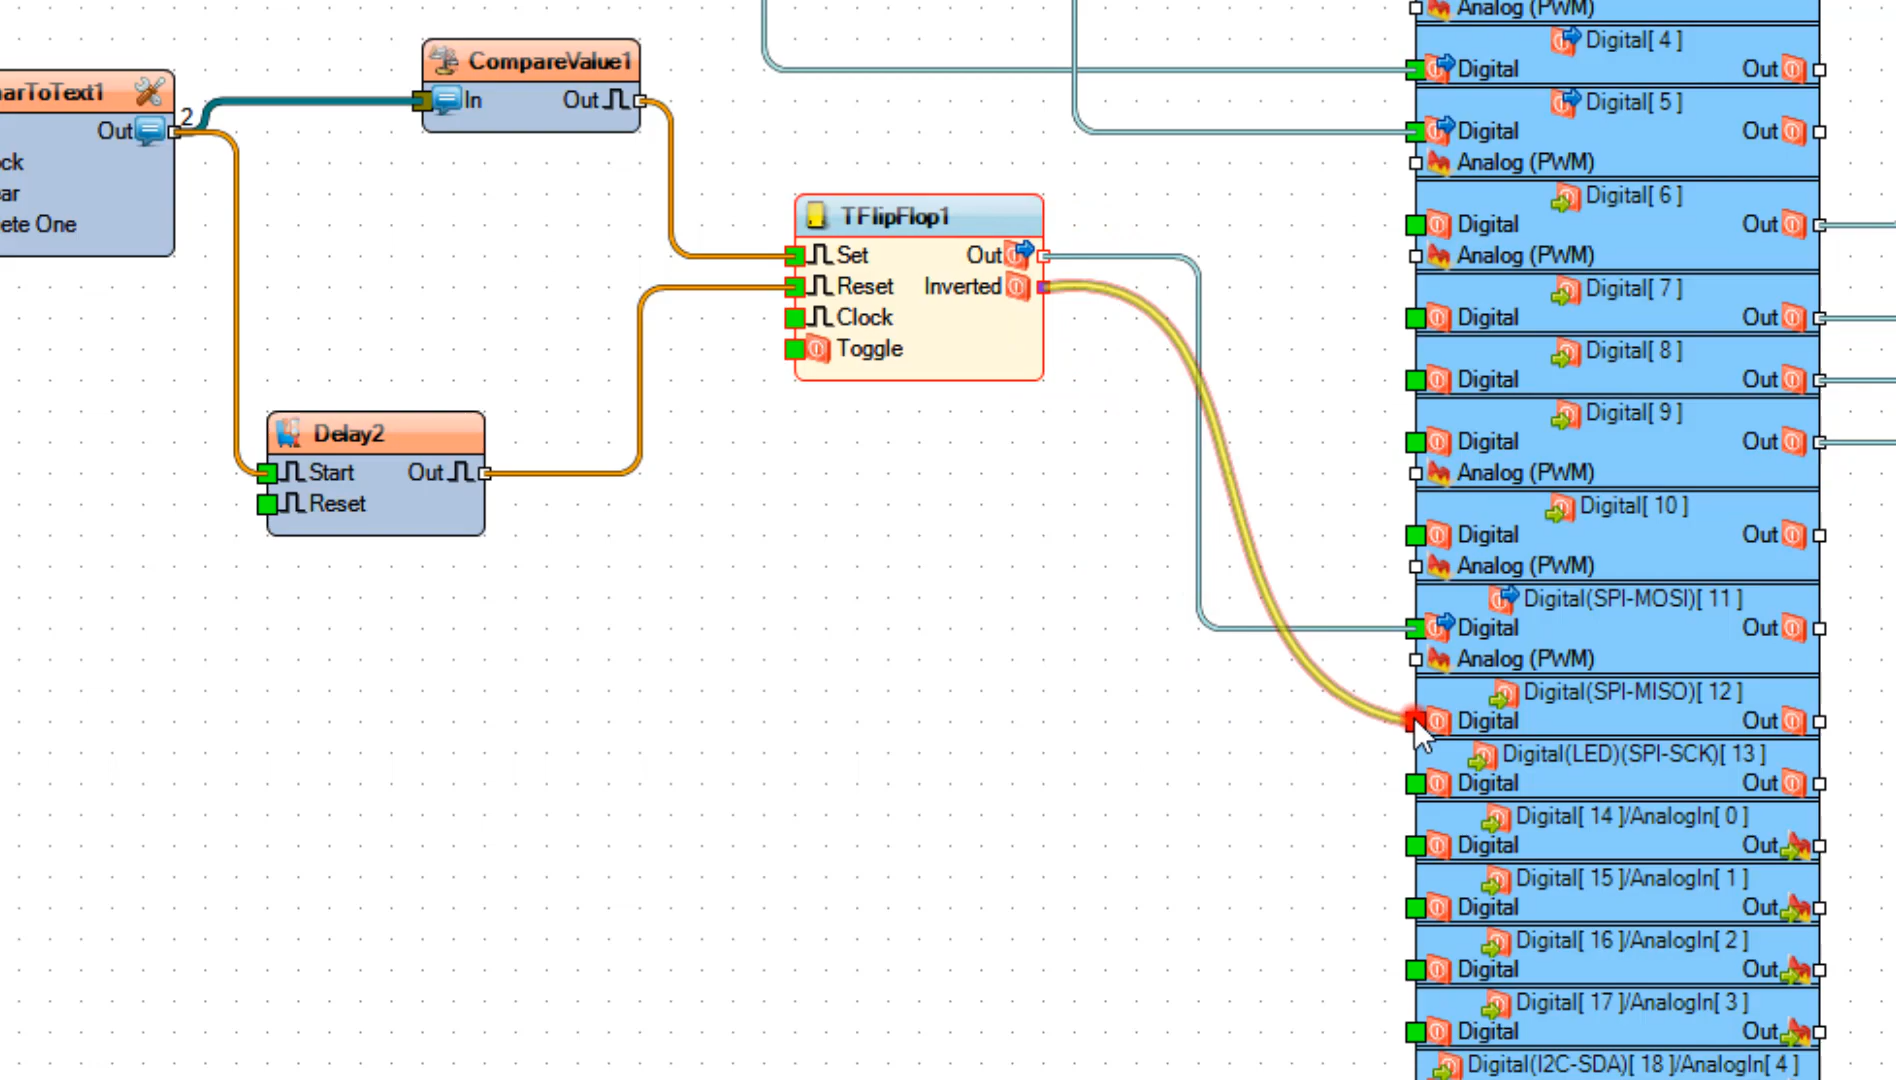 arToText1
2
Out
ck
ar
ete One
CompareValue1
In Out
TFlipFlop1
Set Out
Reset Inverted
Clock
Toggle
Delay2
Start Out
Reset
Analog (PWM)
Digital[ 4 ]
Digital Out
Digital[ 5 ]
Digital Out
Analog (PWM)
Digital[ 6 ]
Digital Out
Analog (PWM)
Digital[ 7 ]
Digital Out
Digital[ 8 ]
Digital Out
Digital[ 9 ]
Digital Out
Analog (PWM)
Digital[ 10 ]
Digital Out
Analog (PWM)
Digital(SPI-MOSI)[ 11 ]
Digital Out
Analog (PWM)
Digital(SPI-MISO)[ 12 ]
Digital Out
Digital(LED)(SPI-SCK)[ 13 ]
Digital Out
Digital[ 14 ]/AnalogIn[ 0 ]
Digital Out
Digital[ 15 ]/AnalogIn[ 1 ]
Digital Out
Digital[ 16 ]/AnalogIn[ 2 ]
Digital Out
Digital[ 17 ]/AnalogIn[ 3 ]
Digital Out
Digital(I2C-SDA)[ 18 ]/AnalogIn[ 4 ]